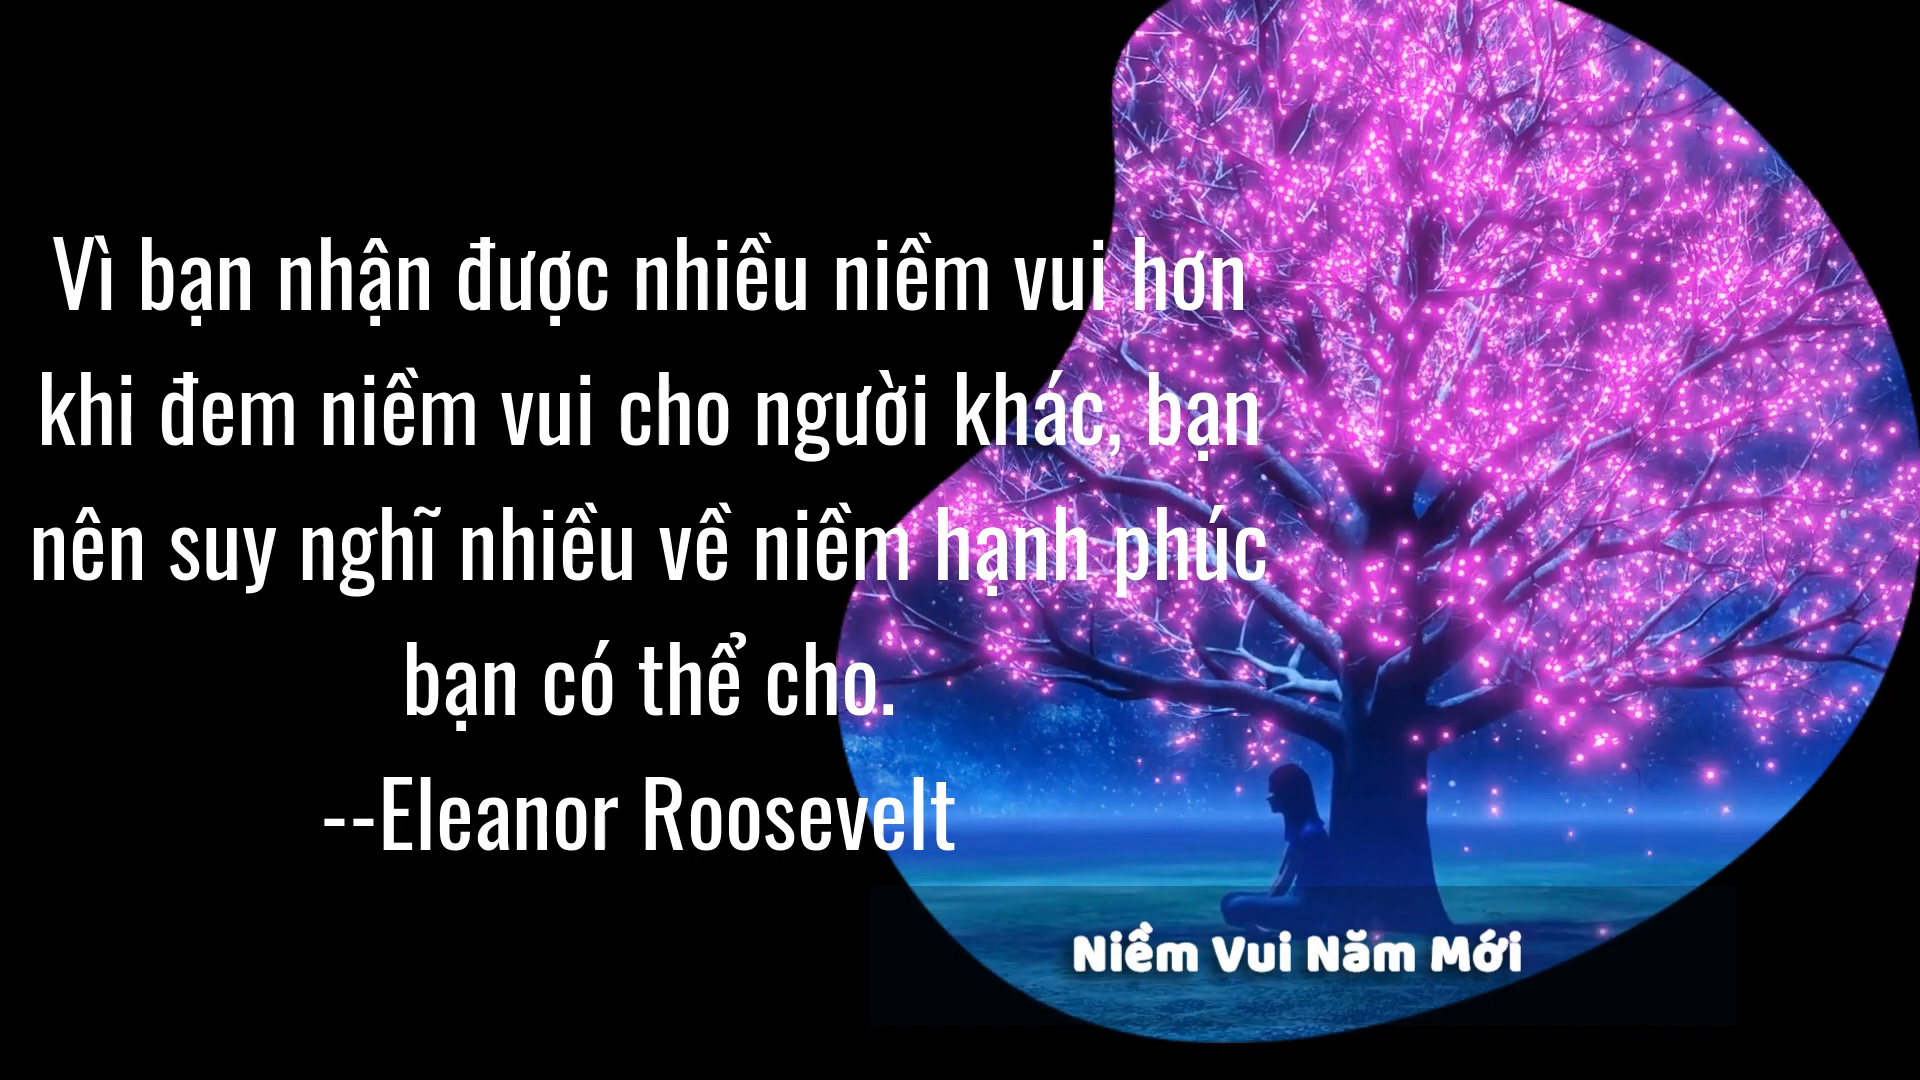 Vì bạn nhận được nhiều niềm vui hơn
khi đem niềm vui cho người khác, bạn
nên suy nghĩ nhiều về niềm hạnh phúc
bạn có thể cho.
--Eleanor Roosevelt
Niềm Vui Năm Mới